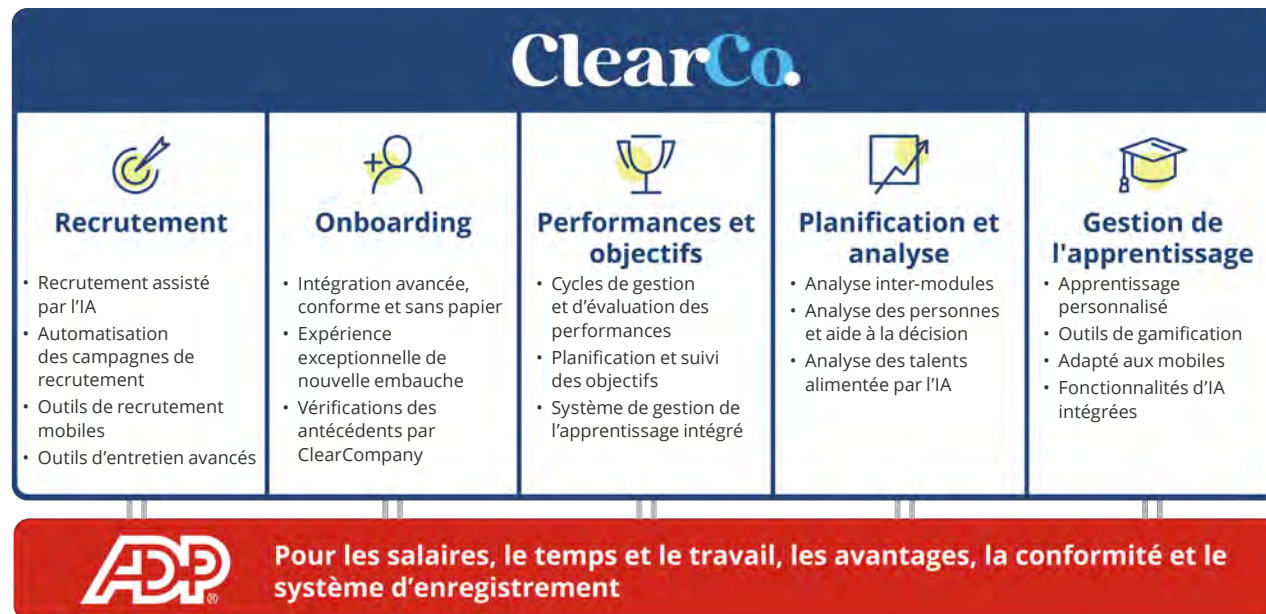 ClearCo.
Recrutement
• Recrutement assisté
par l’IA
• Automatisation
des campagnes de
recrutement
• Outils de recrutement
mobiles
• Outils d’entretien avancés
Onboarding
• Intégration avancée,
conforme et sans papier
• Expérience
exceptionnelle de
nouvelle embauche
• Vérifications des
antécédents par
ClearCompany
Performances et
objectifs
• Cycles de gestion
et d’évaluation des
performances
• Planification et suivi
des objectifs
• Système de gestion de
l’apprentissage intégré
Planification et
analyse
• Analyse inter-modules
• Analyse des personnes
et aide à la décision
• Analyse des talents
alimentée par l’IA
Gestion de
l'apprentissage
• Apprentissage
personnalisé
• Outils de gamification
• Adapté aux mobiles
• Fonctionnalités d’IA
intégrées
ADP®
Pour les salaires, le temps et le travail, les avantages, la conformité et le
système d’enregistrement